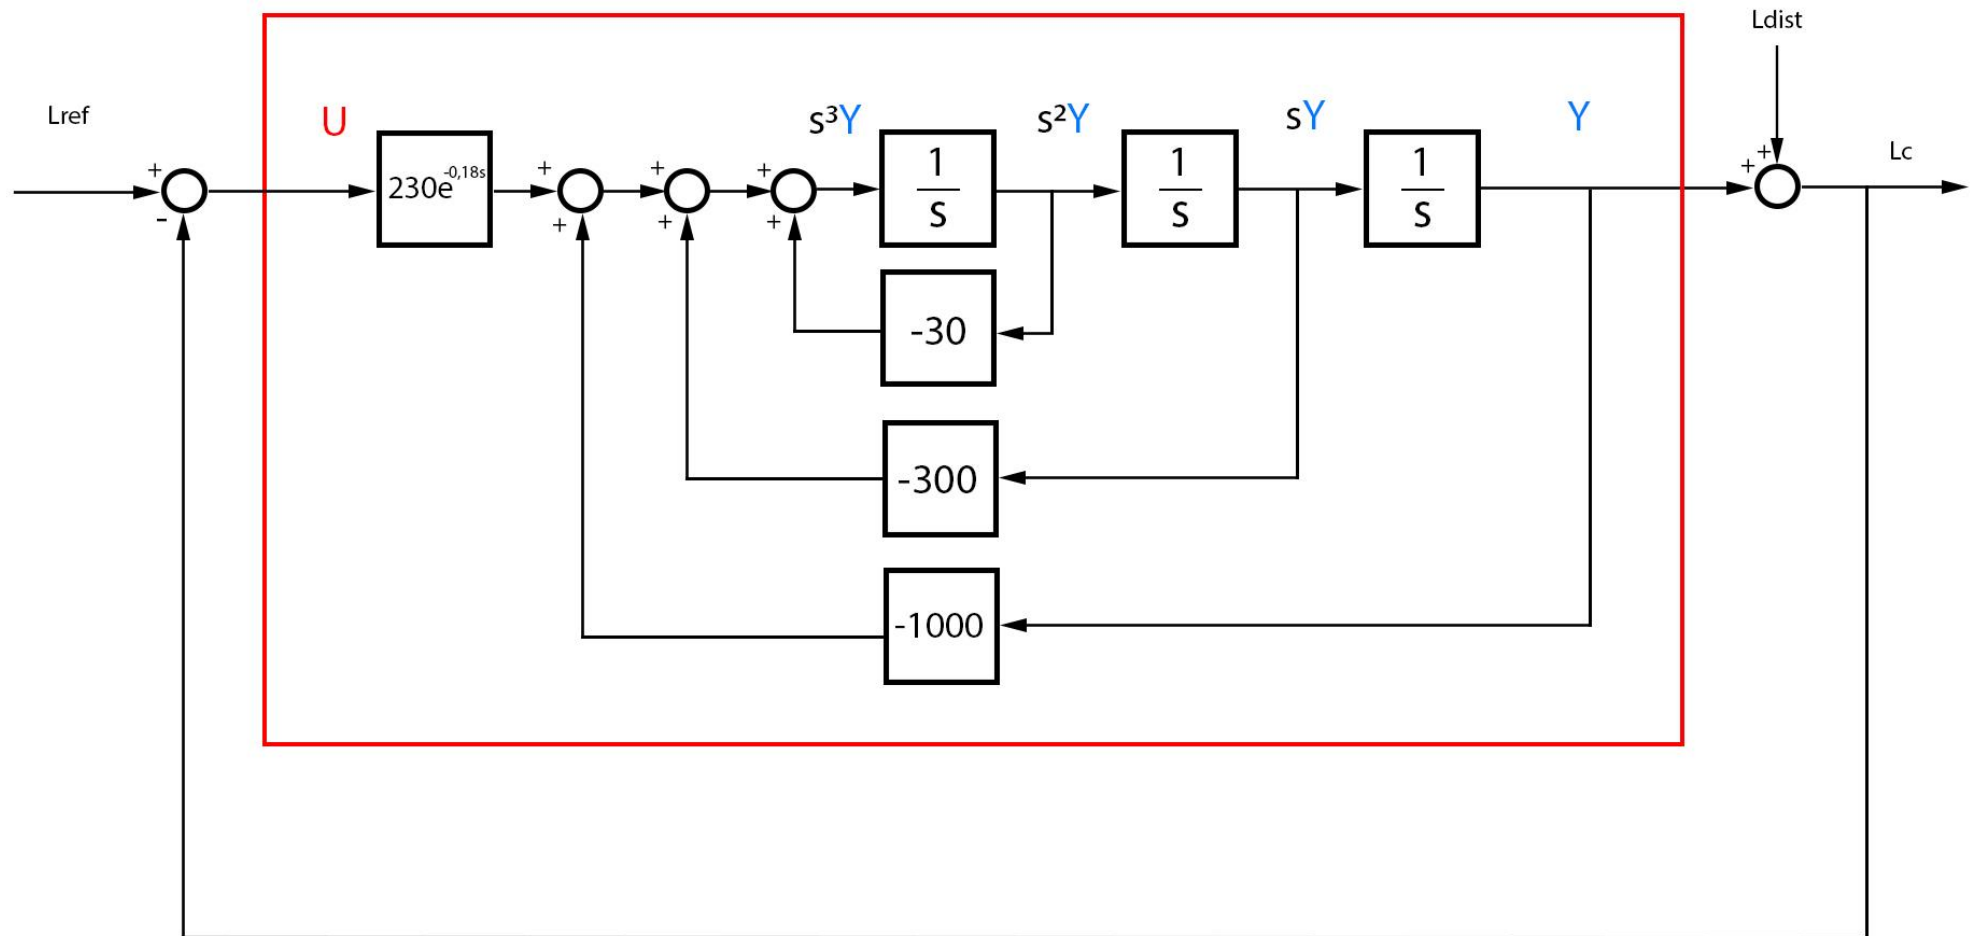 Ldist
Lref
U
s³Y
s²Y
sY
Y
Lc
+
-
230e-0,18s
+
+
+
+
+
+
1
s
1
s
1
s
+
+
-30
-300
-1000